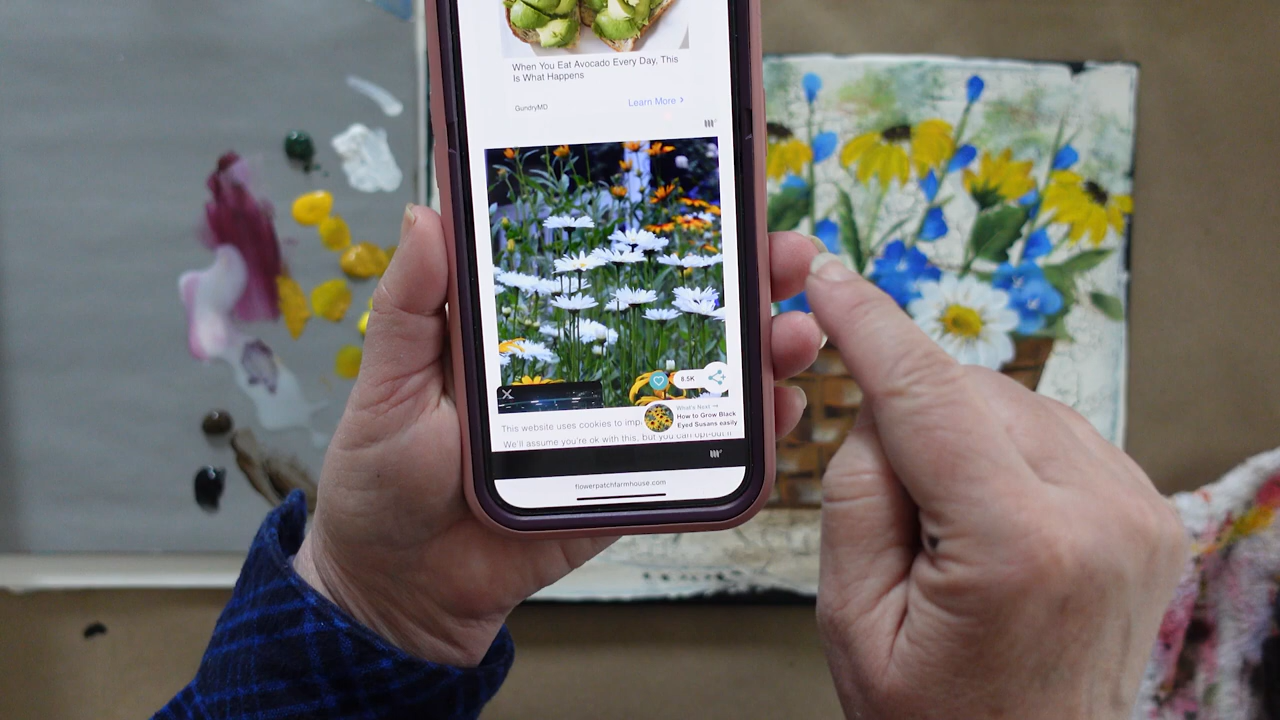 When You Eat Avocado Every Day, This
Is What Happens
GundryMD
Learn More >
8.5K
What's Next →
How to Grow Black
Eyed Susans easily
This website uses cookies to imp
We'll assume you're ok with this, but you can opt-out if
flowerpatchfarmhouse.com